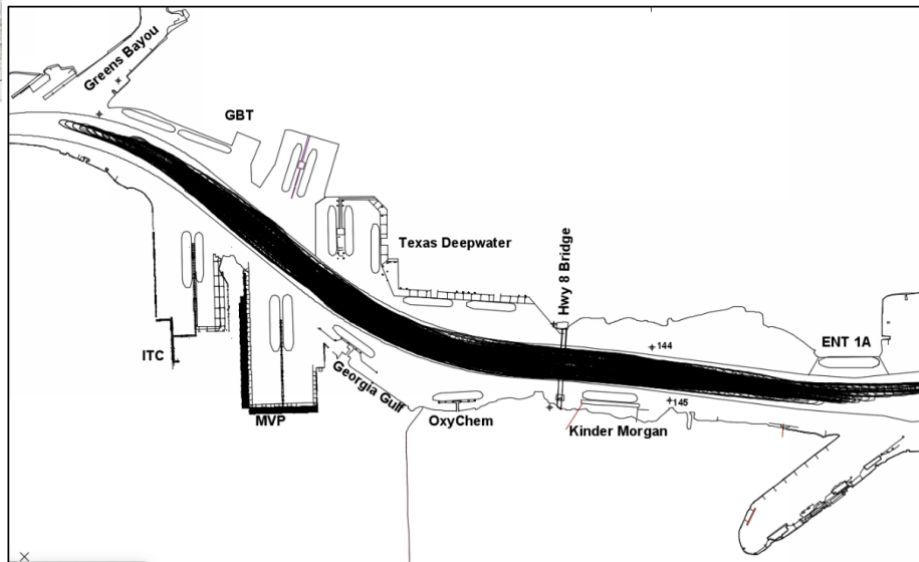 Greens Bayou
GBT
Texas Deepwater
Hwy 8 Bridge
144
ENT 1A
ITC
MVP
Georgia Gulf
OxyChem
145
Kinder Morgan